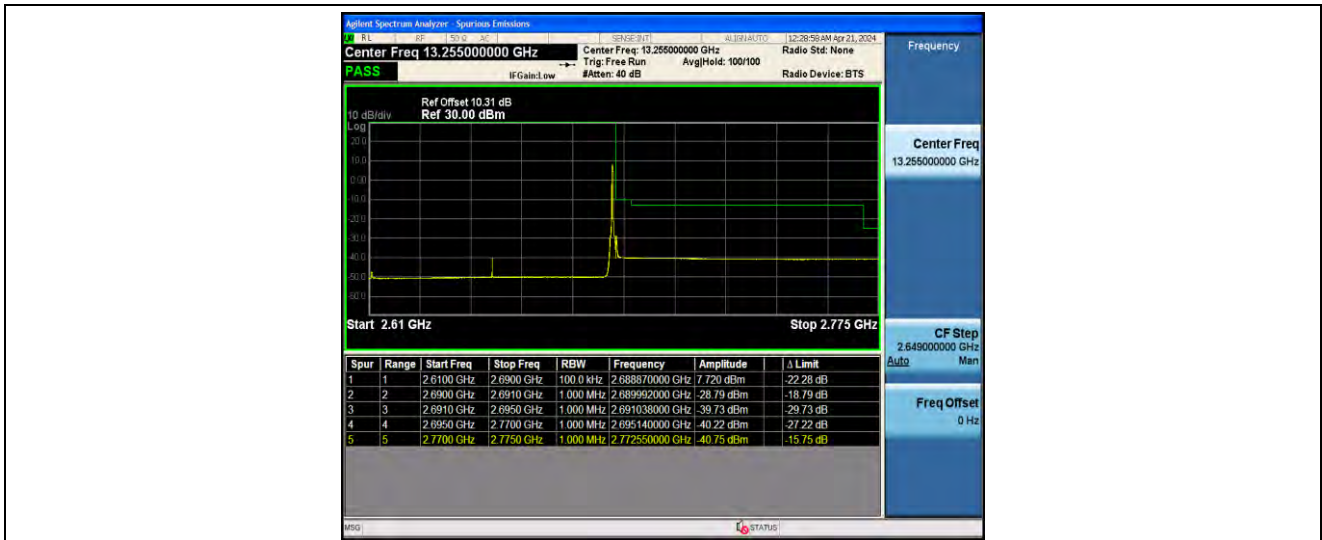 Agilent Spectrum Analyzer - Spurious Emissions
RL RF 50 Ω AC SENSE:INT ALIGN AUTO 12:28:58 AM Apr 21, 2024
Center Freq 13.255000000 GHz
Center Freq: 13.255000000 GHz
Radio Std: None
Trig: Free Run Avg|Hold: 100/100
PASS
IFGain:Low
#Atten: 40 dB
Radio Device: BTS
Frequency
Ref Offset 10.31 dB
10 dB/div Ref 30.00 dBm
Log
20.0
10.0
0.00
-10.0
-20.0
-30.0
-40.0
-50.0
-60.0
Start 2.61 GHz Stop 2.775 GHz
Center Freq
13.255000000 GHz
CF Step
2.649000000 GHz
Auto Man
Freq Offset
0 Hz
Spur Range Start Freq Stop Freq RBW Frequency Amplitude Δ Limit
1 1 2.6100 GHz 2.6900 GHz 100.0 kHz 2.688870000 GHz 7.720 dBm -22.28 dB
2 2 2.6900 GHz 2.6910 GHz 1.000 MHz 2.689992000 GHz -28.79 dBm -18.79 dB
3 3 2.6910 GHz 2.6950 GHz 1.000 MHz 2.691038000 GHz -39.73 dBm -29.73 dB
4 4 2.6950 GHz 2.7700 GHz 1.000 MHz 2.695140000 GHz -40.22 dBm -27.22 dB
5 5 2.7700 GHz 2.7750 GHz 1.000 MHz 2.772550000 GHz -40.75 dBm -15.75 dB
MSG STATUS